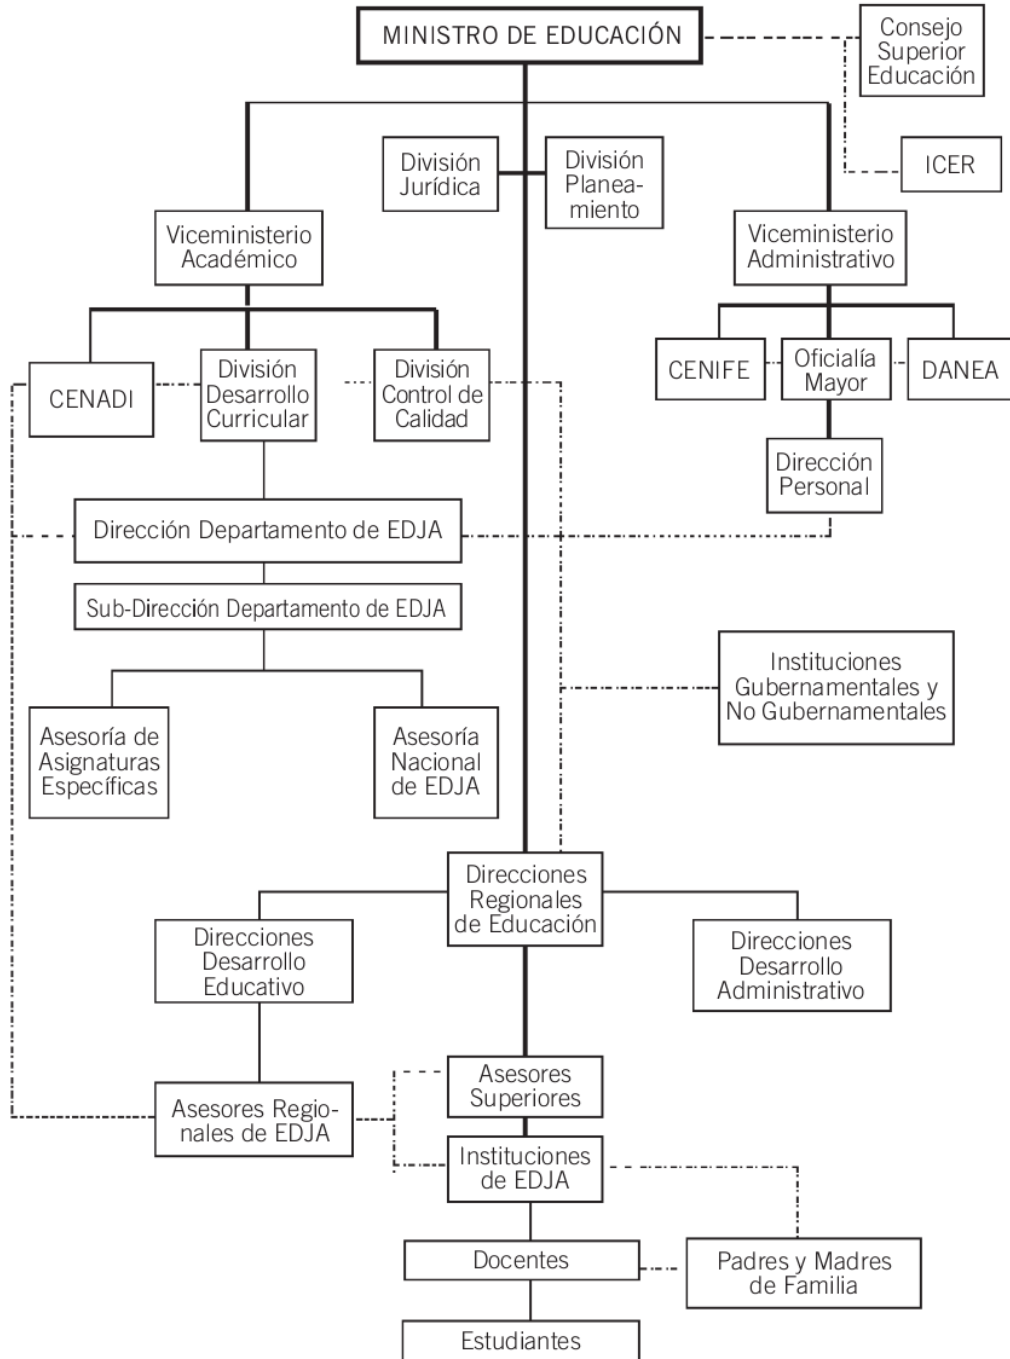 MINISTRO DE EDUCACIÓN
Consejo
Superior
Educación
ICER
División
Jurídica
División
Planea-
miento
Viceministerio
Académico
Viceministerio
Administrativo
CENADI
División
Desarrollo
Curricular
División
Control de
Calidad
CENIFE
Oficialía
Mayor
DANEA
Dirección
Personal
Dirección Departamento de EDJA
Sub-Dirección Departamento de EDJA
Instituciones
Gubernamentales y
No Gubernamentales
Asesoría de
Asignaturas
Específicas
Asesoría
Nacional
de EDJA
Direcciones
Regionales
de Educación
Direcciones
Desarrollo
Educativo
Direcciones
Desarrollo
Administrativo
Asesores
Superiores
Asesores Regio-
nales de EDJA
Instituciones
de EDJA
Docentes
Padres y Madres
de Familia
Estudiantes